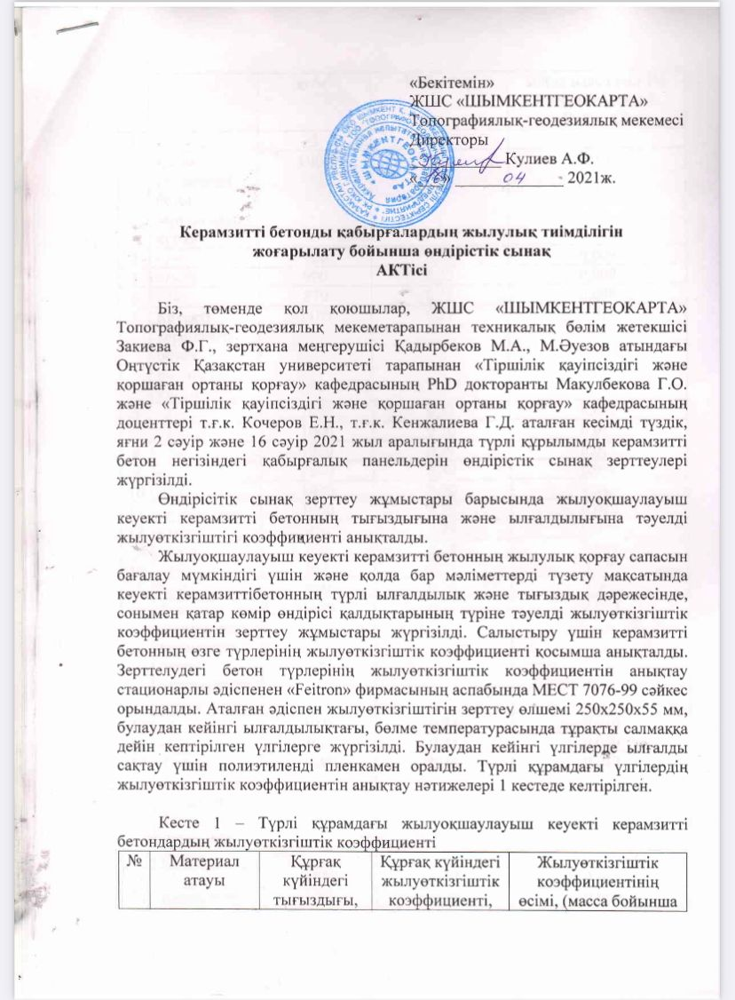 «Бекітемін»
ЖШС «ШЫМКЕНТГЕОКАРТА»
Топографиялық-геодезиялық мекемесі
Директоры
Кулиев А.Ф.
«16» 04 2021ж.
Керамзитті бетонды қабырғалардың жылулық тиімділігін
жоғарылату бойынша өндірістік сынақ
АКТісі
Біз, төменде қол қоюшылар, ЖШС «ШЫМКЕНТГЕОКАРТА»
Топографиялық-геодезиялық мекеметарапынан техникалық бөлім жетекшісі
Закиева Ф.Г., зертхана меңгерушісі Қадырбеков М.А., М.Әуезов атындағы
Оңтүстік Қазақстан университеті тарапынан «Тіршілік қауіпсіздігі және
қоршаған ортаны қорғау» кафедрасының PhD докторанты Макулбекова Г.О.
және «Тіршілік қауіпсіздігі және қоршаған ортаны қорғау» кафедрасының
доценттері т.ғ.к. Кочеров Е.Н., т.ғ.к. Кенжалиева Г.Д. аталған кесімді түздік,
яғни 2 сәуір және 16 сәуір 2021 жыл аралығында түрлі құрылымды керамзитті
бетон негізіндегі қабырғалық панельдерін өндірістік сынақ зерттеулері
жүргізілді.
Өндірісітік сынақ зерттеу жұмыстары барысында жылуоқшаулауыш
кеуекті керамзитті бетонның тығыздығына және ылғалдылығына тәуелді
жылуөткізгіштігі коэффициенті анықталды.
Жылуоқшаулауыш кеуекті керамзитті бетонның жылулық қорғау сапасын
бағалау мүмкіндігі үшін және қолда бар мәліметтерді түзету мақсатында
кеуекті керамзиттібетонның түрлі ылғалдылық және тығыздық дәрежесінде,
сонымен қатар көмір өндірісі қалдықтарының түріне тәуелді жылуөткізгіштік
коэффициентін зерттеу жұмыстары жүргізілді. Салыстыру үшін керамзитті
бетонның өзге түрлерінің жылуөткізгіштік коэффициенті қосымша анықталды.
Зерттелудегі бетон түрлерінің жылуөткізгіштік коэффициентін анықтау
стационарлы әдіспенен «Feitron» фирмасының аспабында МЕСТ 7076-99 сәйкес
орындалды. Аталған әдіспен жылуөткізгіштігін зерттеу өлшемі 250х250х55 мм,
булаудан кейінгі ылғалдылықтағы, бөлме температурасында тұрақты салмаққа
дейін кептірілген үлгілерге жүргізілді. Булаудан кейінгі үлгілерде ылғалды
сақтау үшін полиэтиленді пленкамен оралды. Түрлі құрамдағы үлгілердің
жылуөткізгіштік коэффициентін анықтау нәтижелері 1 кестеде келтірілген.
Кесте 1 – Түрлі құрамдағы жылуоқшаулауыш кеуекті керамзитті
бетондардың жылуөткізгіштік коэффициенті
№ Материал Құрғақ Құрғақ күйіндегі Жылуөткізгіштік
атауы күйіндегі жылуөткізгіштік коэффициентінің
тығыздығы, коэффициенті, өсімі, (масса бойынша